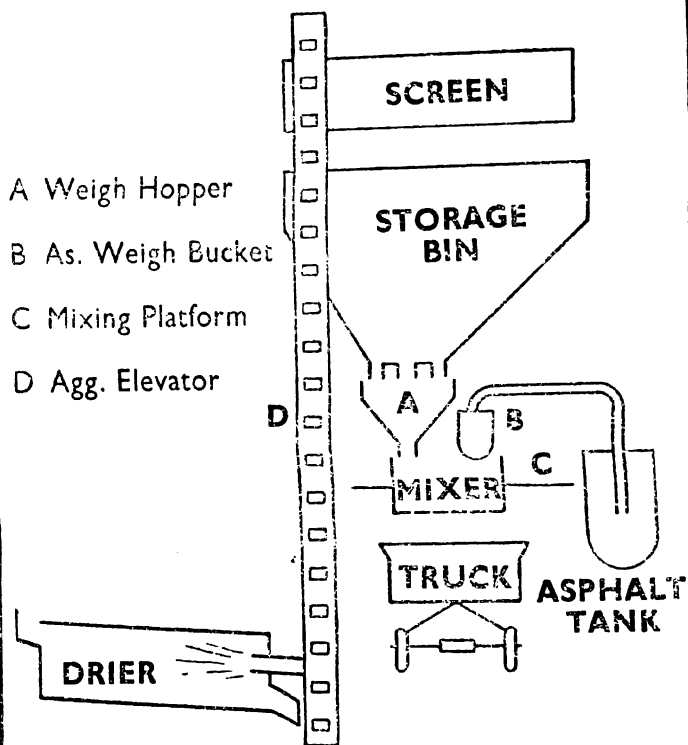 SCREEN
A Weigh Hopper
STORAGE
BIN
B As. Weigh Bucket
C Mixing Platform
D Agg. Elevator
A
D
B
C
MIXER
TRUCK
ASPHALT
TANK
DRIER